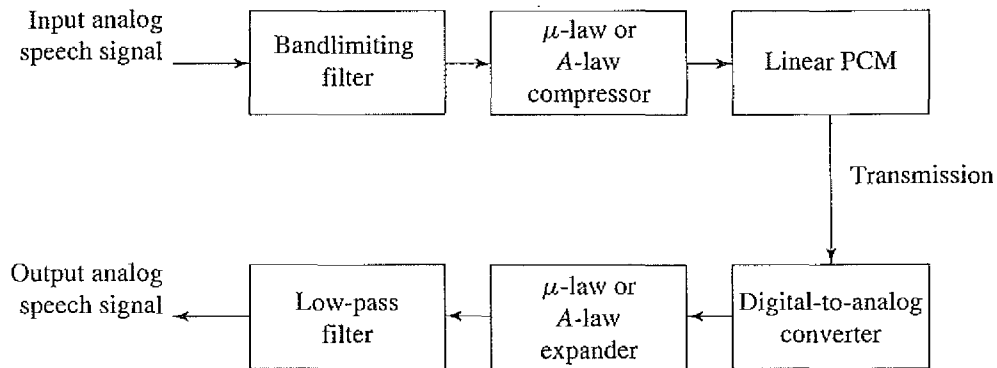 Input analog
speech signal
Bandlimiting
filter
μ-law or
A-law
compressor
Linear PCM
Transmission
Output analog
speech signal
Low-pass
filter
μ-law or
A-law
expander
Digital-to-analog
converter